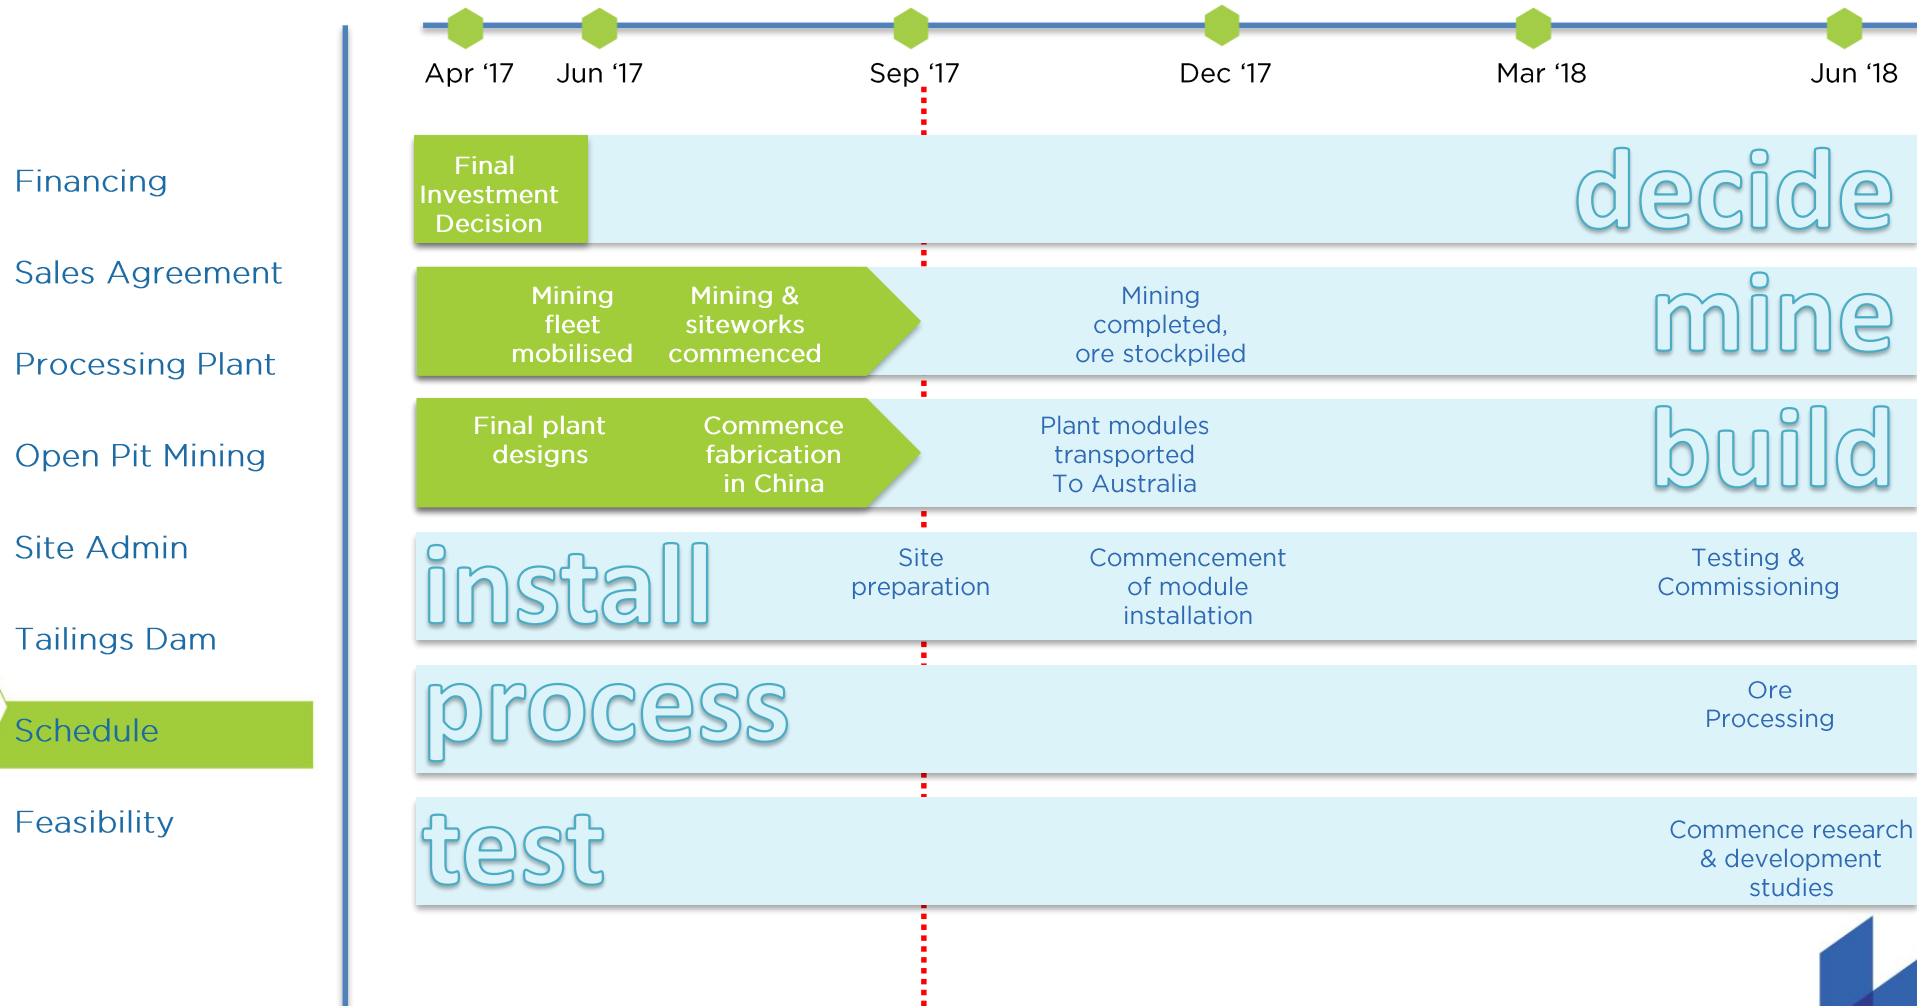 Apr ‘17
Jun ‘17
Sep ‘17
Dec ‘17
Mar ‘18
Jun ‘18
Financing
Sales Agreement
Processing Plant
Open Pit Mining
Site Admin
Tailings Dam
Schedule
Feasibility
Final
Investment
Decision
decide
Mining
fleet
mobilised
Mining &
siteworks
commenced
Mining
completed,
ore stockpiled
mine
Final plant
designs
Commence
fabrication
in China
Plant modules
transported
To Australia
build
install
Site
preparation
Commencement
of module
installation
Testing &
Commissioning
process
Ore
Processing
test
Commence research
& development
studies